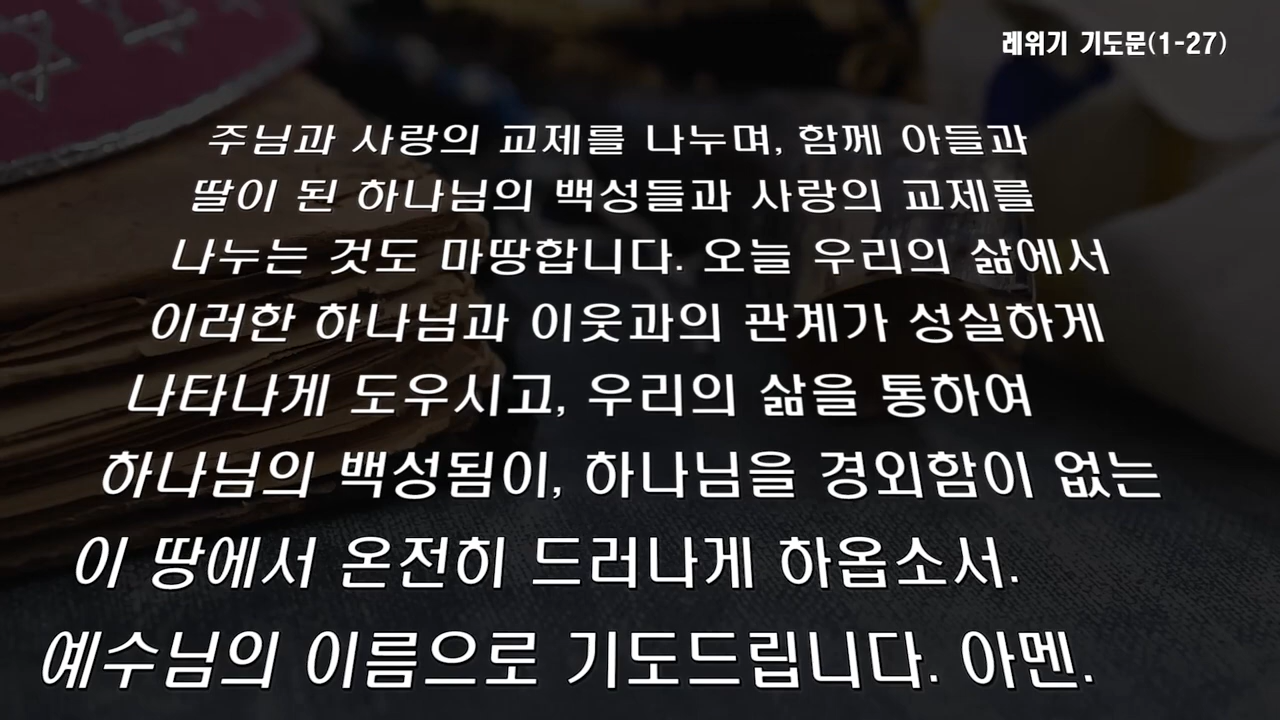 레위기 기도문(1-27)
주님과 사랑의 교제를 나누며, 함께 아들과
딸이 된 하나님의 백성들과 사랑의 교제를
나누는 것도 마땅합니다. 오늘 우리의 삶에서
이러한 하나님과 이웃과의 관계가 성실하게
나타나게 도우시고, 우리의 삶을 통하여
하나님의 백성됨이, 하나님을 경외함이 없는
이 땅에서 온전히 드러나게 하옵소서.
예수님의 이름으로 기도드립니다. 아멘.